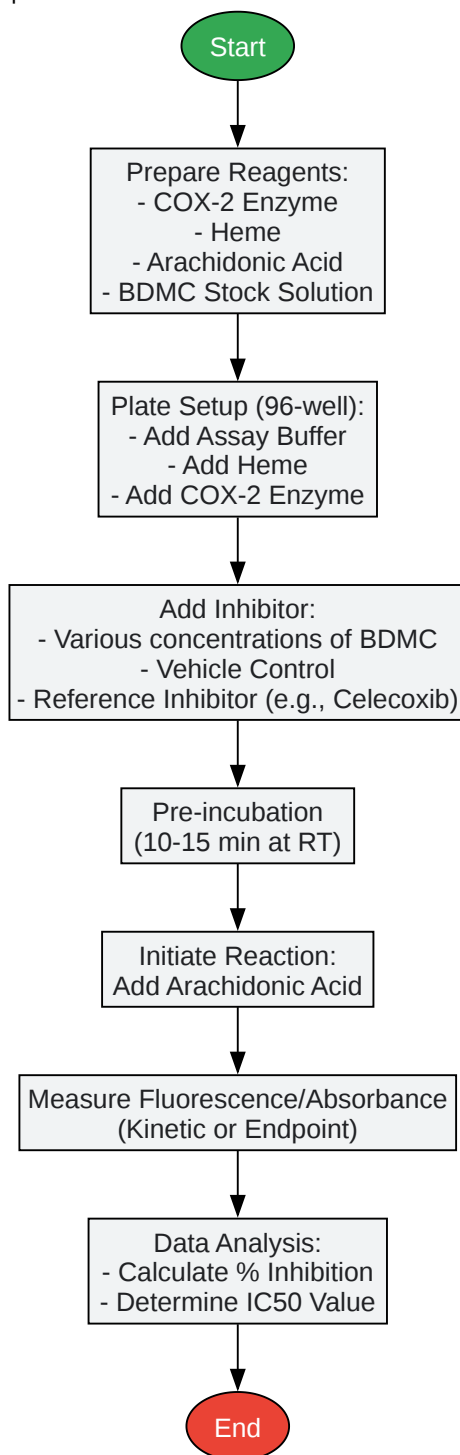 Start
Prepare Reagents:
- COX-2 Enzyme
- Heme
- Arachidonic Acid
- BDMC Stock Solution
Plate Setup (96-well):
- Add Assay Buffer
- Add Heme
- Add COX-2 Enzyme
Add Inhibitor:
- Various concentrations of BDMC
- Vehicle Control
- Reference Inhibitor (e.g., Celecoxib)
Pre-incubation
(10-15 min at RT)
Initiate Reaction:
Add Arachidonic Acid
Measure Fluorescence/Absorbance
(Kinetic or Endpoint)
Data Analysis:
- Calculate % Inhibition
- Determine IC50 Value
End